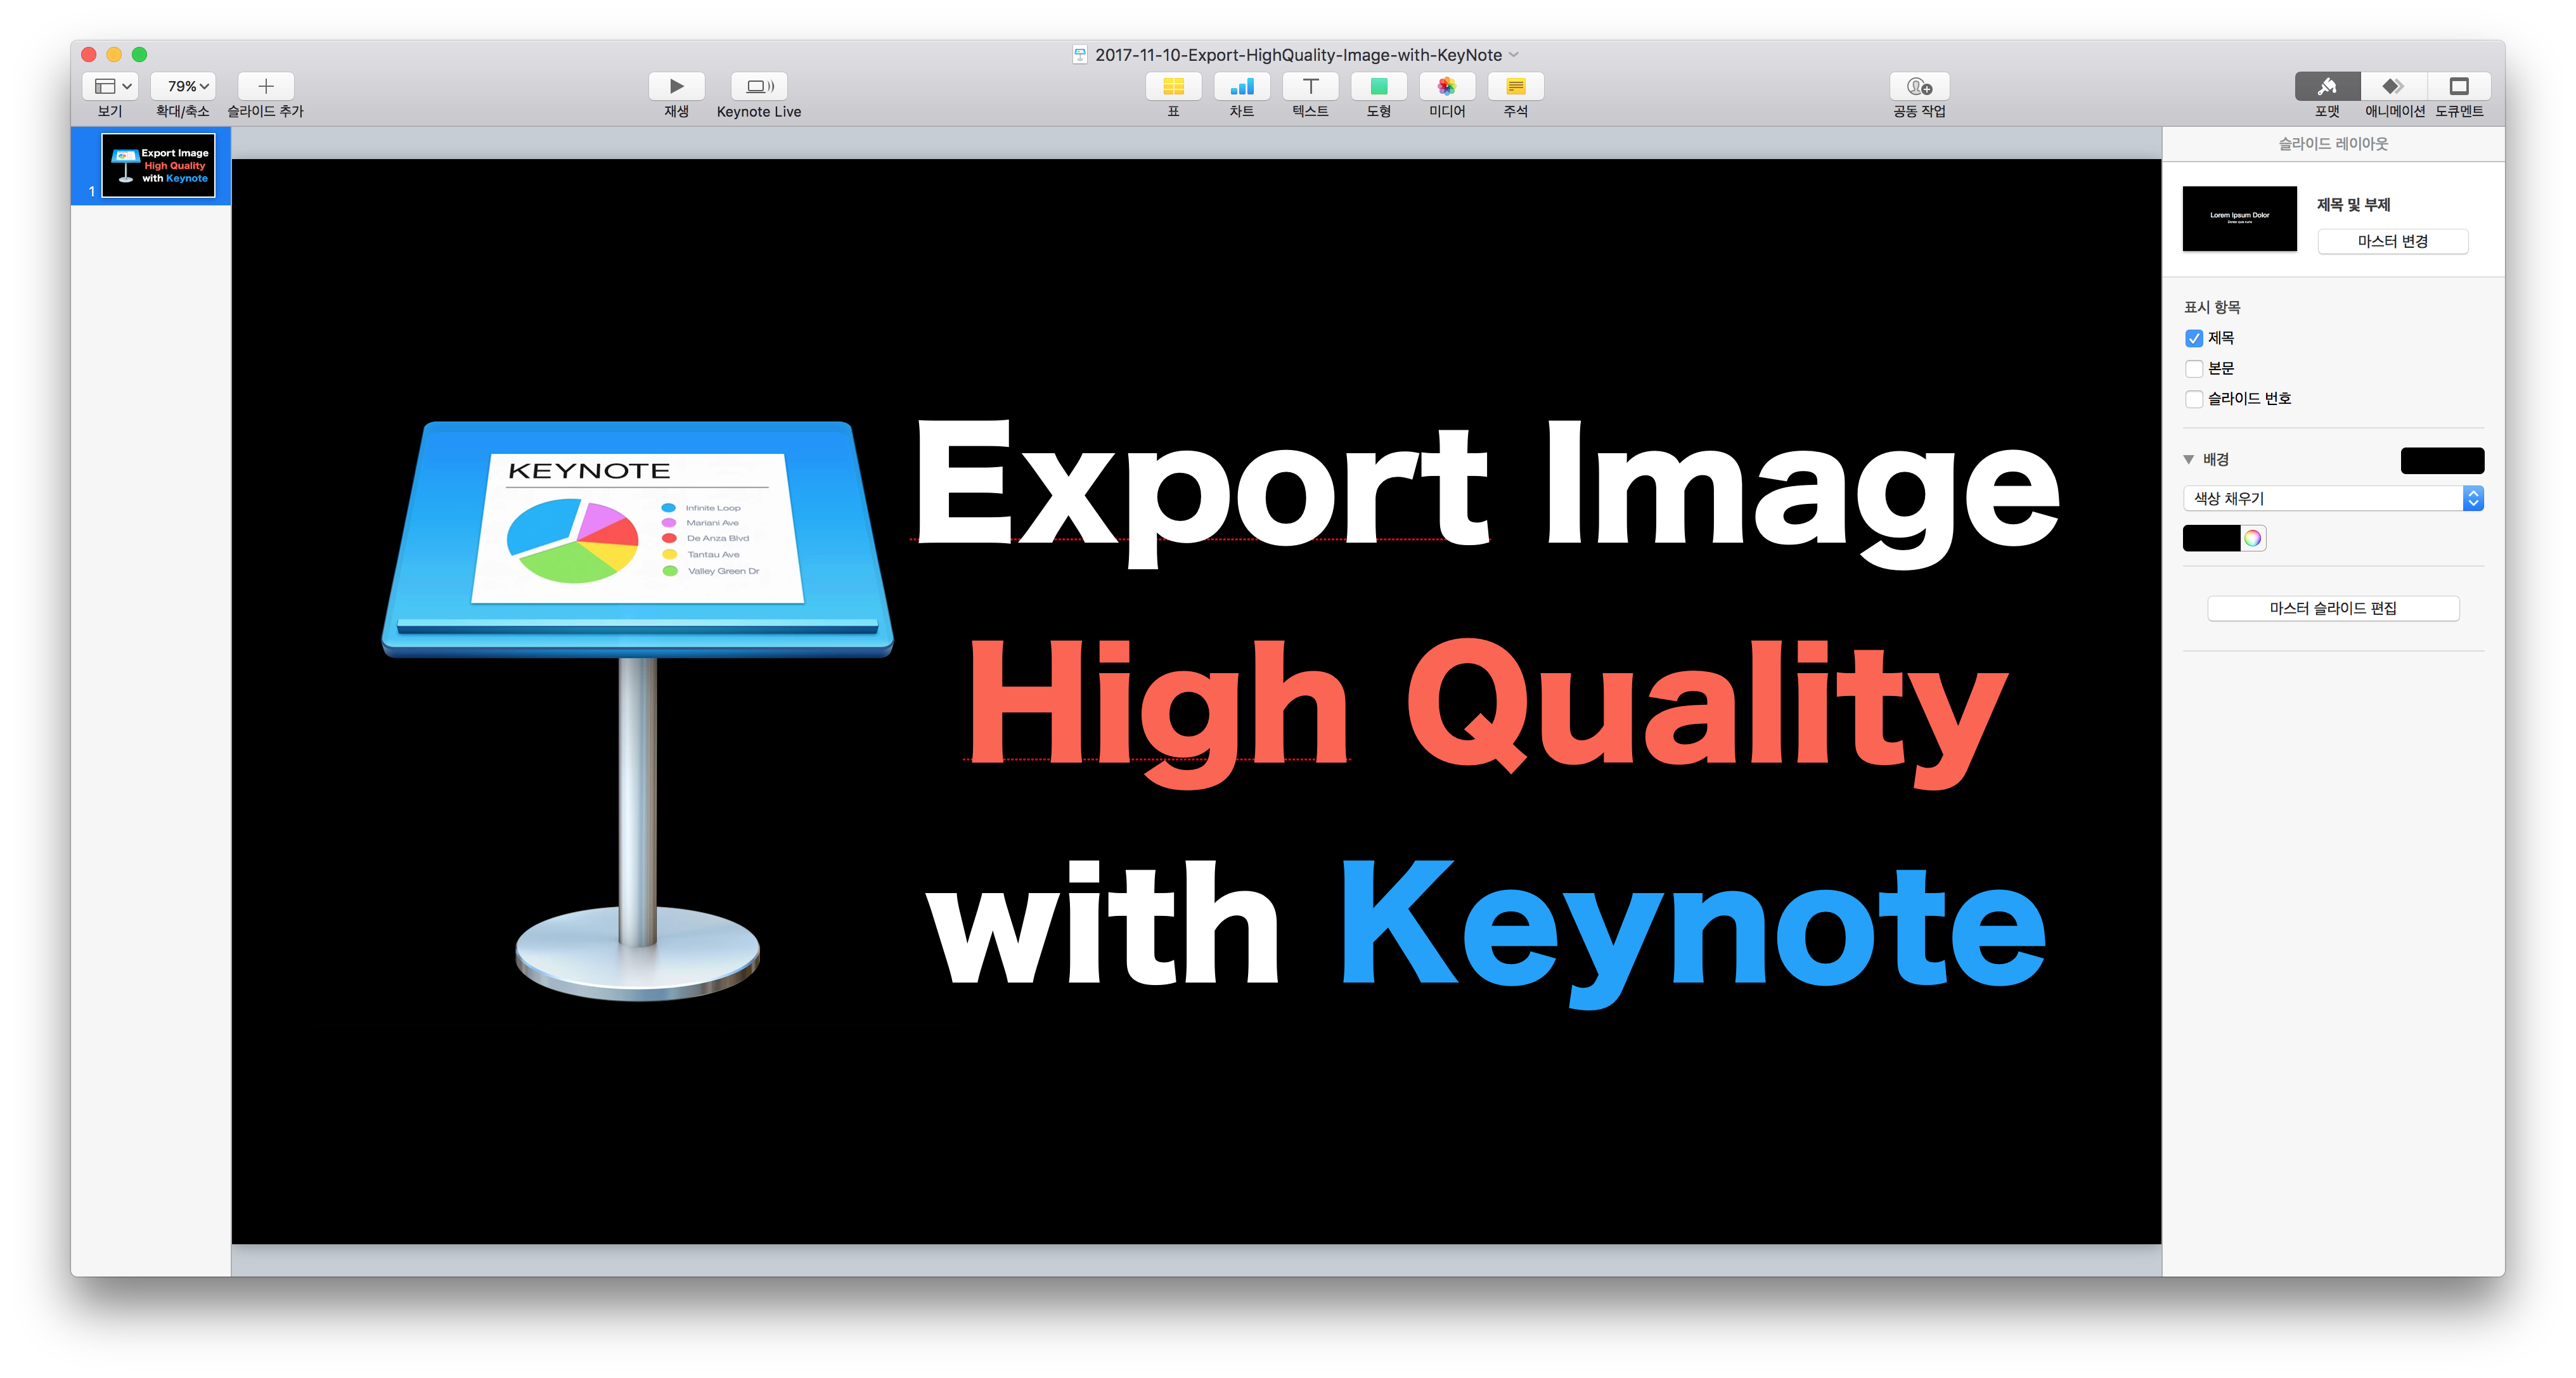 2017-11-10-Export-HighQuality-Image-with-KeyNote
79%
보기
확대/축소
슬라이드 추가
재생
Keynote Live
표
차트
텍스트
도형
미디어
주석
공동 작업
포맷
애니메이션
도큐멘트
Export Image
High Quality
with Keynote
1
KEYNOTE
Infinite Loop
Mariani Ave
De Anza Blvd
Tantau Ave
Valley Green Dr
Export Image
High Quality
with Keynote
슬라이드 레이아웃
Lorem Ipsum Dolor
제목 및 부제
마스터 변경
표시 항목
제목
본문
슬라이드 번호
배경
색상 채우기
마스터 슬라이드 편집